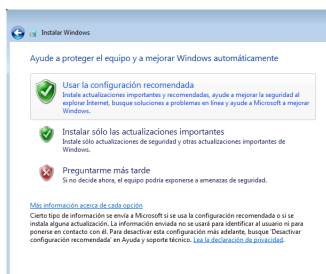 Instalar Windows
Ayude a proteger el equipo y a mejorar Windows automáticamente
Usar la configuración recomendada
Instale actualizaciones importantes y recomendadas, ayude a mejorar la seguridad al
explorar Internet, busque soluciones a problemas en línea y ayude a Microsoft a mejorar
Windows.
Instalar sólo las actualizaciones importantes
Instale sólo actualizaciones de seguridad y otras actualizaciones importantes de
Windows.
Preguntarme más tarde
Si no decide ahora, el equipo podría exponerse a amenazas de seguridad.
Más información acerca de cada opción
Cierto tipo de información se envía a Microsoft si se usa la configuración recomendada o si se
instala alguna actualización. La información enviada no se usará para identificar al usuario ni para
ponerse en contacto con él. Para desactivar esta configuración más adelante, busque 'Desactivar
configuración recomendada' en Ayuda y soporte técnico. Lea la declaración de privacidad.